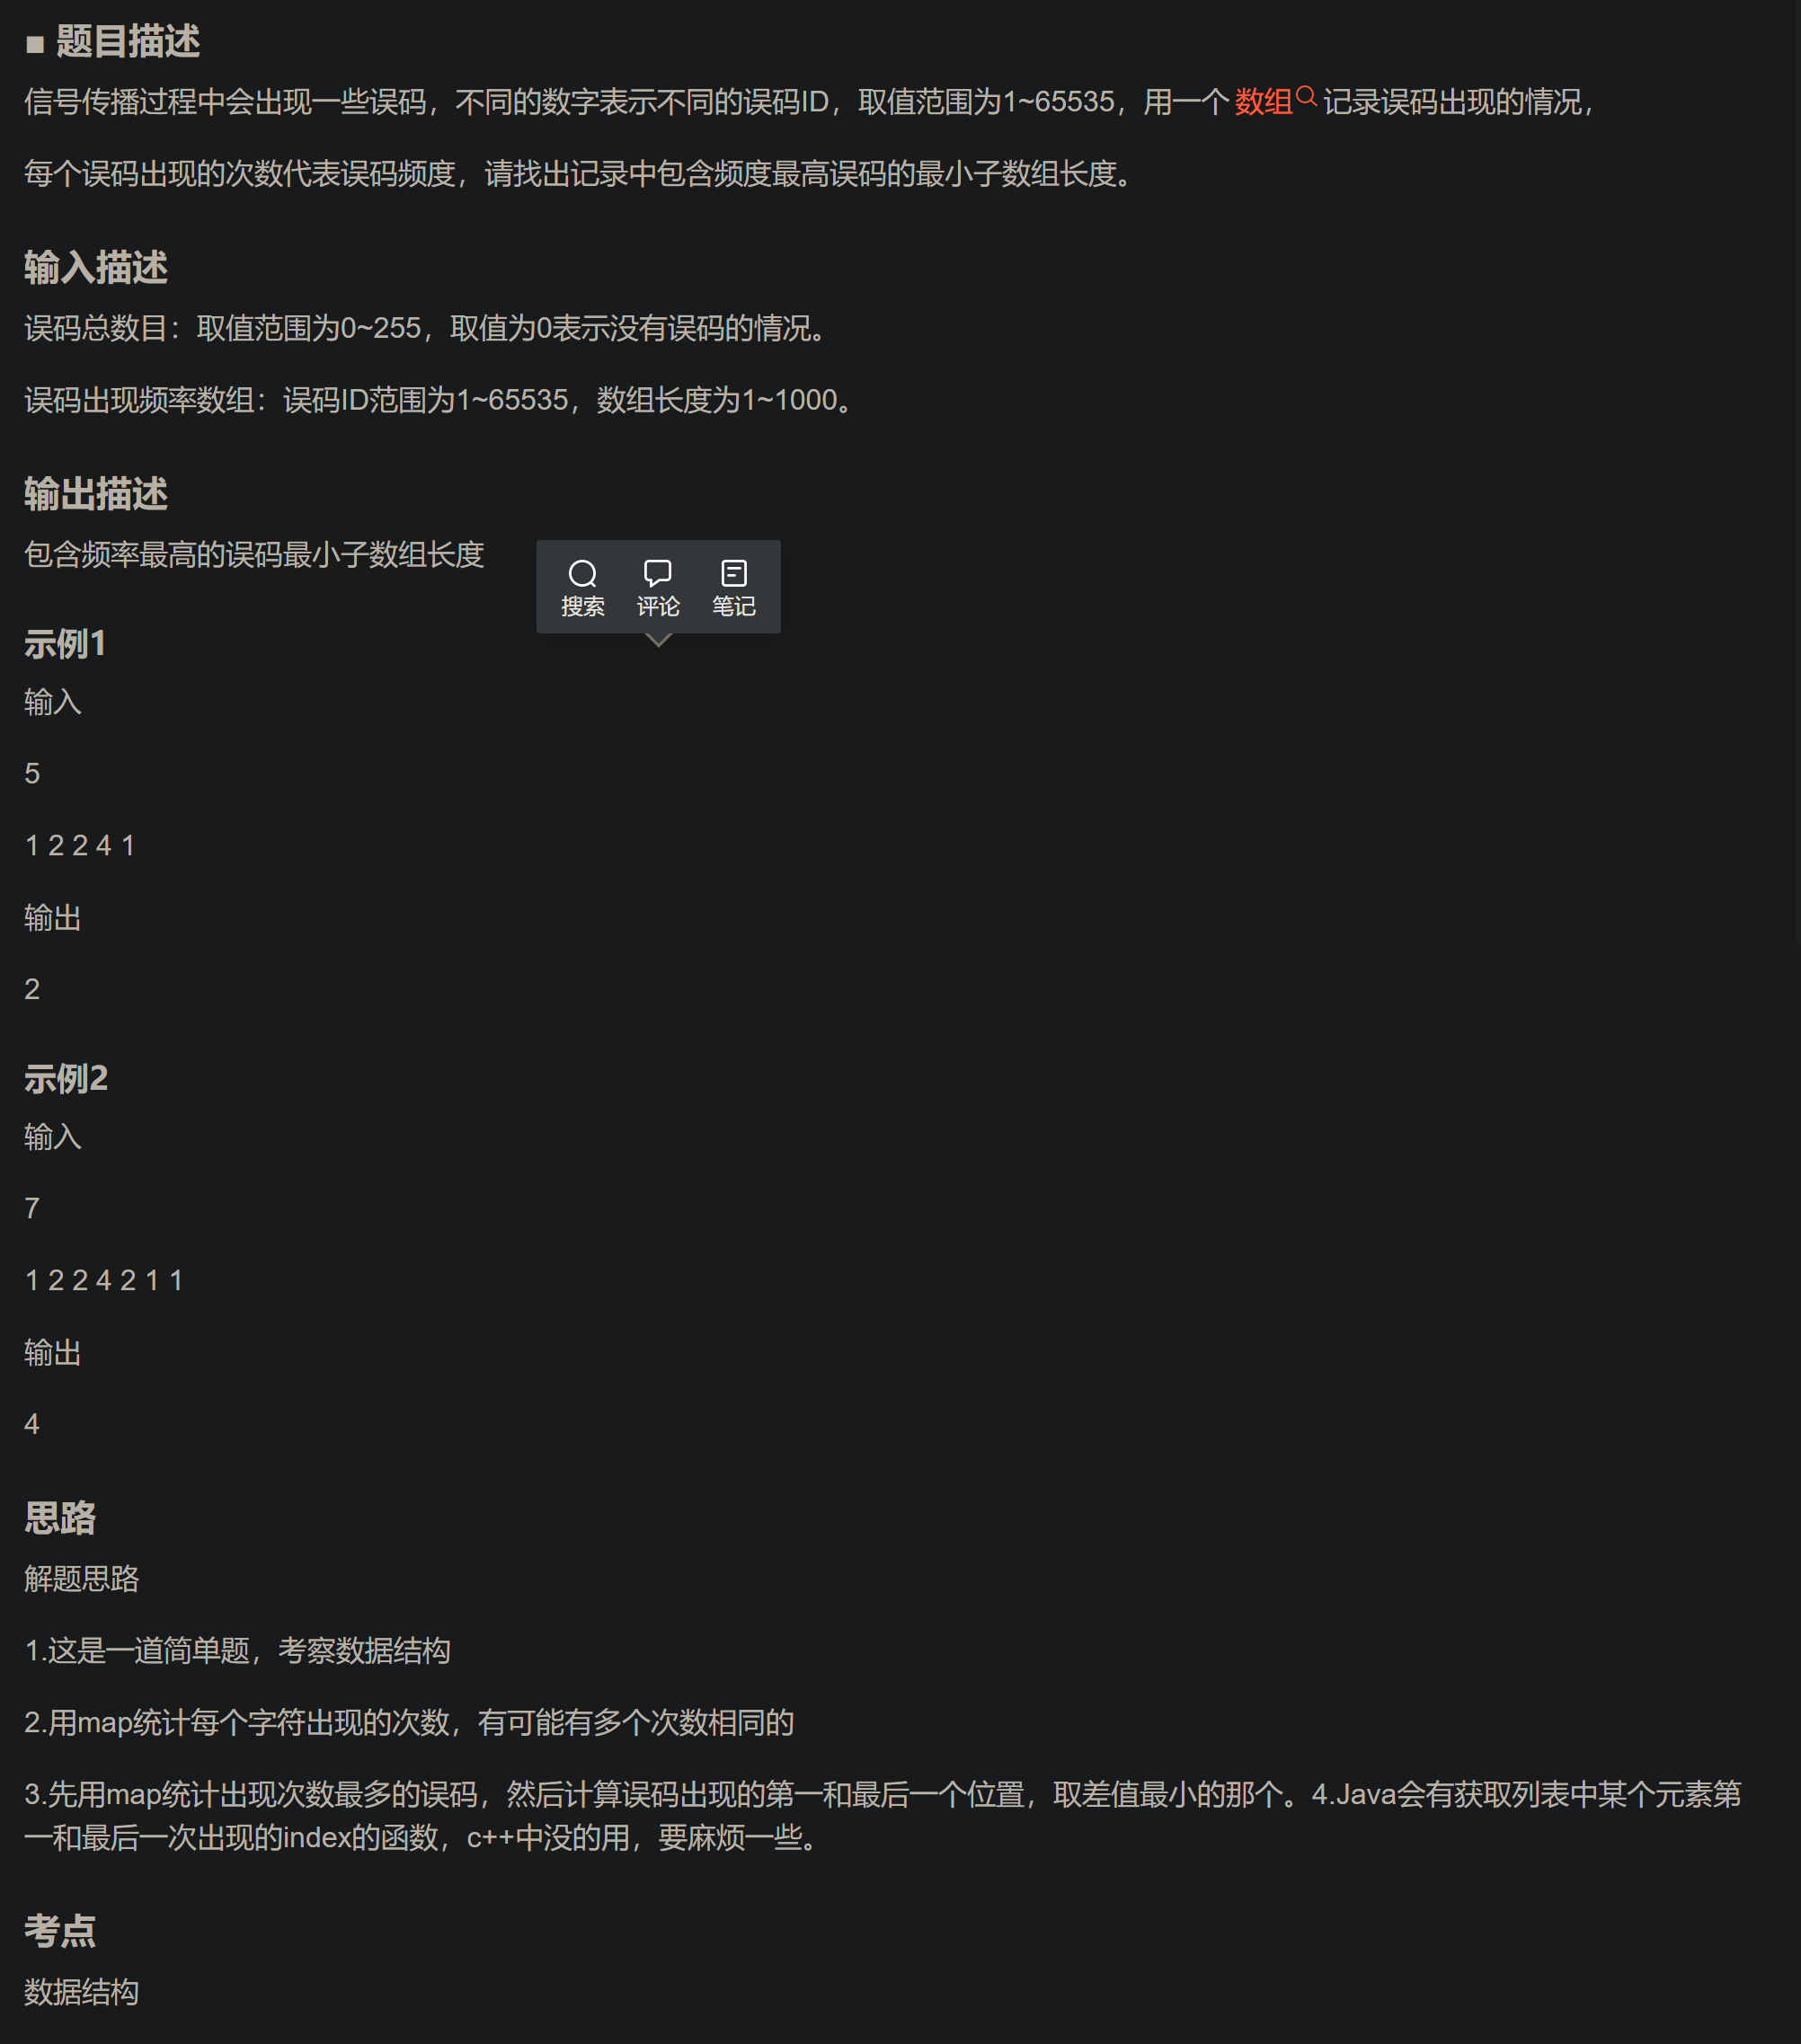 ■ 题目描述
信号传播过程中会出现一些误码，不同的数字表示不同的误码ID，取值范围为1~65535，用一个 数组 记录误码出现的情况，
每个误码出现的次数代表误码频度，请找出记录中包含频度最高误码的最小子数组长度。
输入描述
误码总数目：取值范围为0~255，取值为0表示没有误码的情况。
误码出现频率数组：误码ID范围为1~65535，数组长度为1~1000。
输出描述
包含频率最高的误码最小子数组长度
搜索 评论 笔记
示例1
输入
5
1 2 2 4 1
输出
2
示例2
输入
7
1 2 2 4 2 1 1
输出
4
思路
解题思路
1.这是一道简单题，考察数据结构
2.用map统计每个字符出现的次数，有可能有多个次数相同的
3.先用map统计出现次数最多的误码，然后计算误码出现的第一和最后一个位置，取差值最小的那个。4.Java会有获取列表中某个元素第
一和最后一次出现的index的函数，c++中没的用，要麻烦一些。
考点
数据结构